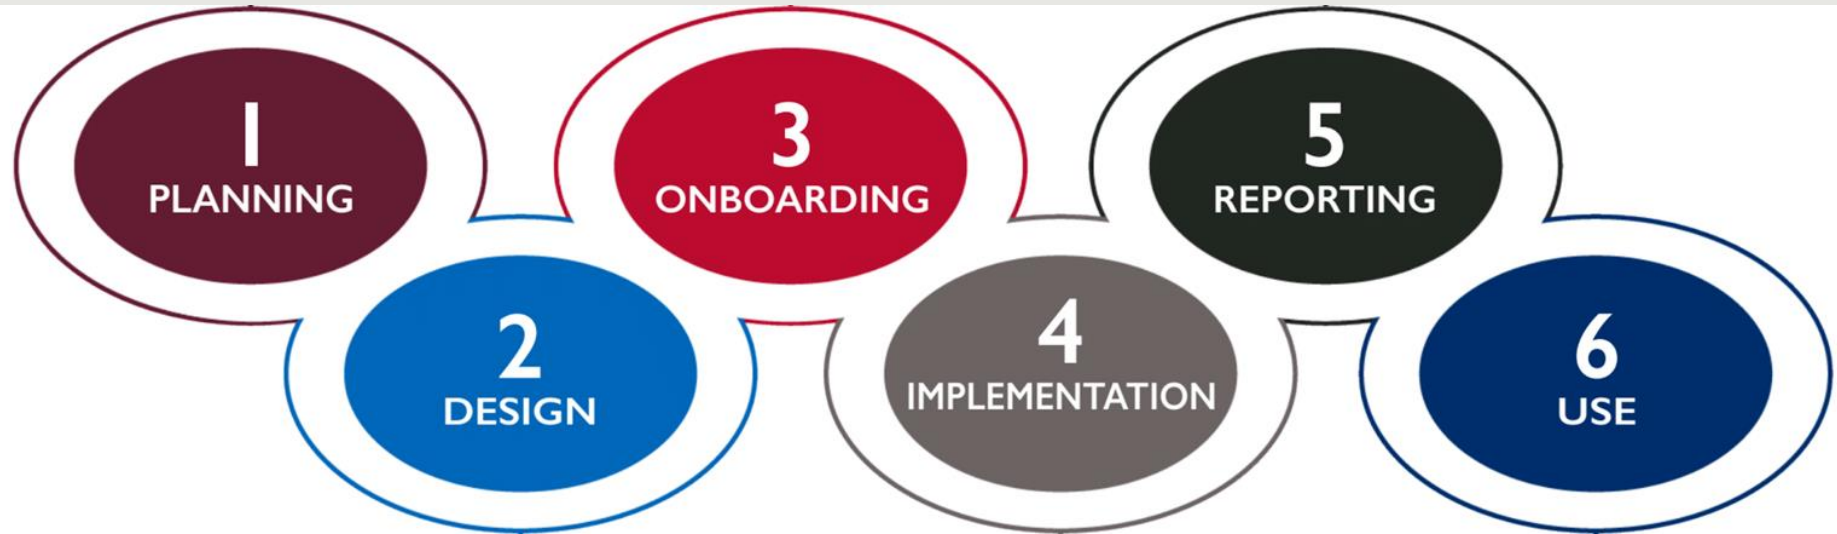 1
PLANNING
2
DESIGN
3
ONBOARDING
4
IMPLEMENTATION
5
REPORTING
6
USE